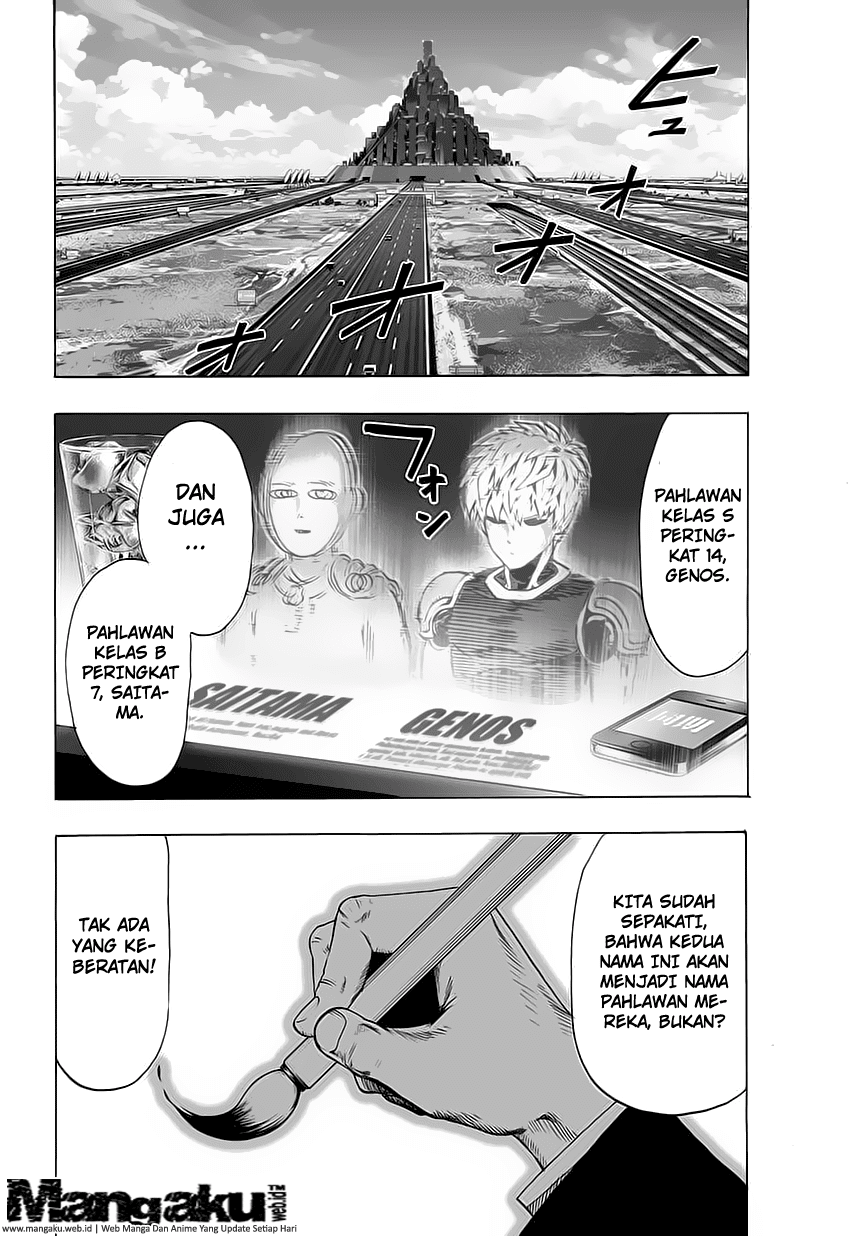 ヒュオオオオ
PAHLAWAN
KELAS S
PERING-
KAT 14,
GENOS.
フォン
DAN
JUGA
...
PAHLAWAN
KELAS B
PERINGKAT
7, SAITA-
MA.
SAITAMA
GENOS
KITA SUDAH
SEPAKATI,
BAHWA KEDUA
NAMA INI AKAN
MENJADI NAMA
PAHLAWAN ME-
REKA, BUKAN?
TAK ADA
YANG KE-
BERATAN!
Mangaku
www.mangaku.web.id | Web Manga Dan Anime Yang Update Setiap Hari